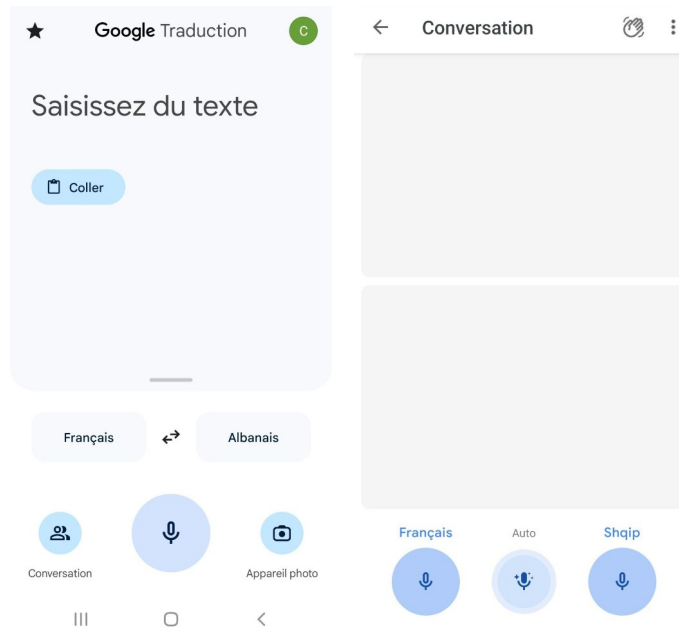 Google Traduction
C
Saisissez du texte
Coller
Français
Albanais
Conversation
Appareil photo
Conversation
Français
Auto
Shqip